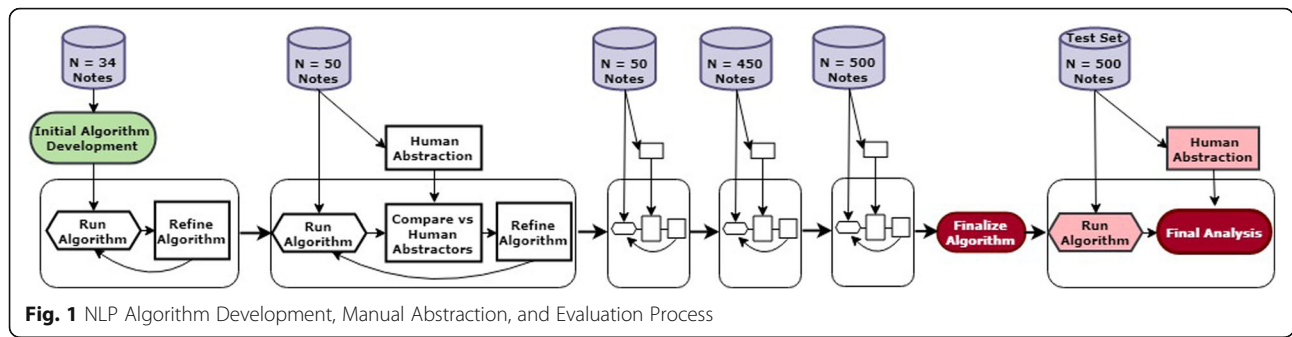 N = 34
Notes
N = 50
Notes
N = 50
Notes
N = 450
Notes
N = 500
Notes
Test Set
N = 500
Notes
Initial Algorithm
Development
Human
Abstraction
Human
Abstraction
Run
Algorithm
Refine
Algorithm
Run
Algorithm
Compare vs
Human
Abstractors
Refine
Algorithm
Finalize
Algorithm
Run
Algorithm
Final Analysis
Fig. 1 NLP Algorithm Development, Manual Abstraction, and Evaluation Process